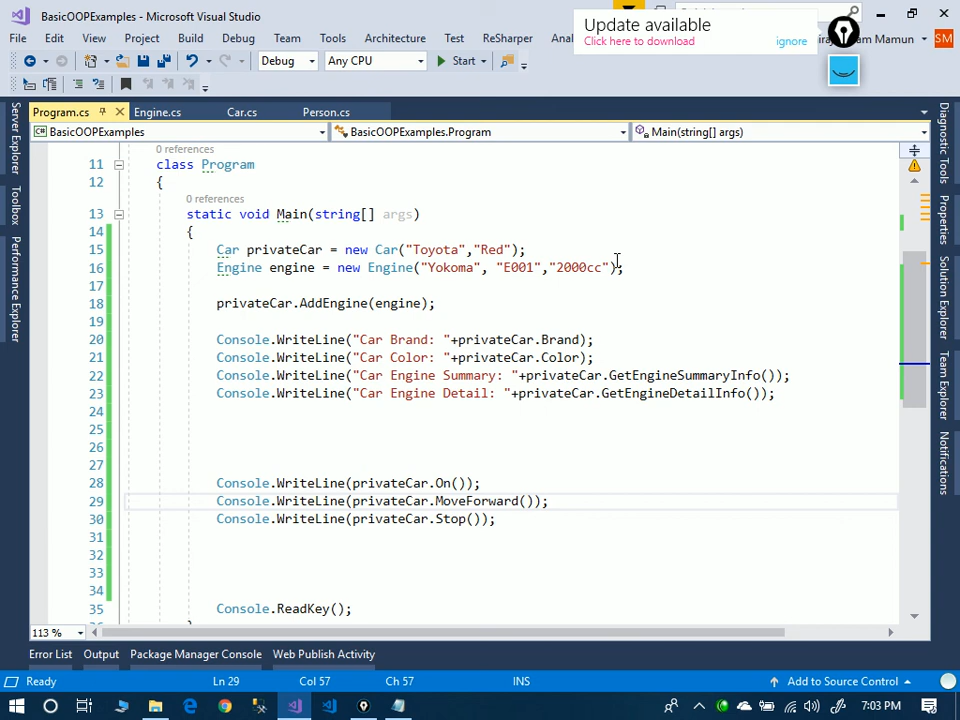 BasicOOPExamples - Microsoft Visual Studio
Update available
Click here to download
ignore
File Edit View Project Build Debug Team Tools Architecture Test ReSharper
am Mamun
SM
Debug
Any CPU
Start
Program.cs
Engine.cs
Car.cs
Person.cs
BasicOOPExamples
BasicOOPExamples.Program
Main(string[] args)
Server Explorer
Toolbox
Performance Explorer
Diagnostic Tools
Properties
Solution Explorer
Team Explorer
Notifications
0 references
11 class Program
12 {
0 references
13 static void Main(string[] args)
14 {
15 Car privateCar = new Car("Toyota","Red");
16 Engine engine = new Engine("Yokoma", "E001","2000cc");
17
18 privateCar.AddEngine(engine);
19
20 Console.WriteLine("Car Brand: "+privateCar.Brand);
21 Console.WriteLine("Car Color: "+privateCar.Color);
22 Console.WriteLine("Car Engine Summary: "+privateCar.GetEngineSummaryInfo());
23 Console.WriteLine("Car Engine Detail: "+privateCar.GetEngineDetailInfo());
24
25
26
27
28 Console.WriteLine(privateCar.On());
29 Console.WriteLine(privateCar.MoveForward());
30 Console.WriteLine(privateCar.Stop());
31
32
33
34
35 Console.ReadKey();
113 %
Error List Output Package Manager Console Web Publish Activity
Ready
Ln 29
Col 57
Ch 57
INS
Add to Source Control
7:03 PM